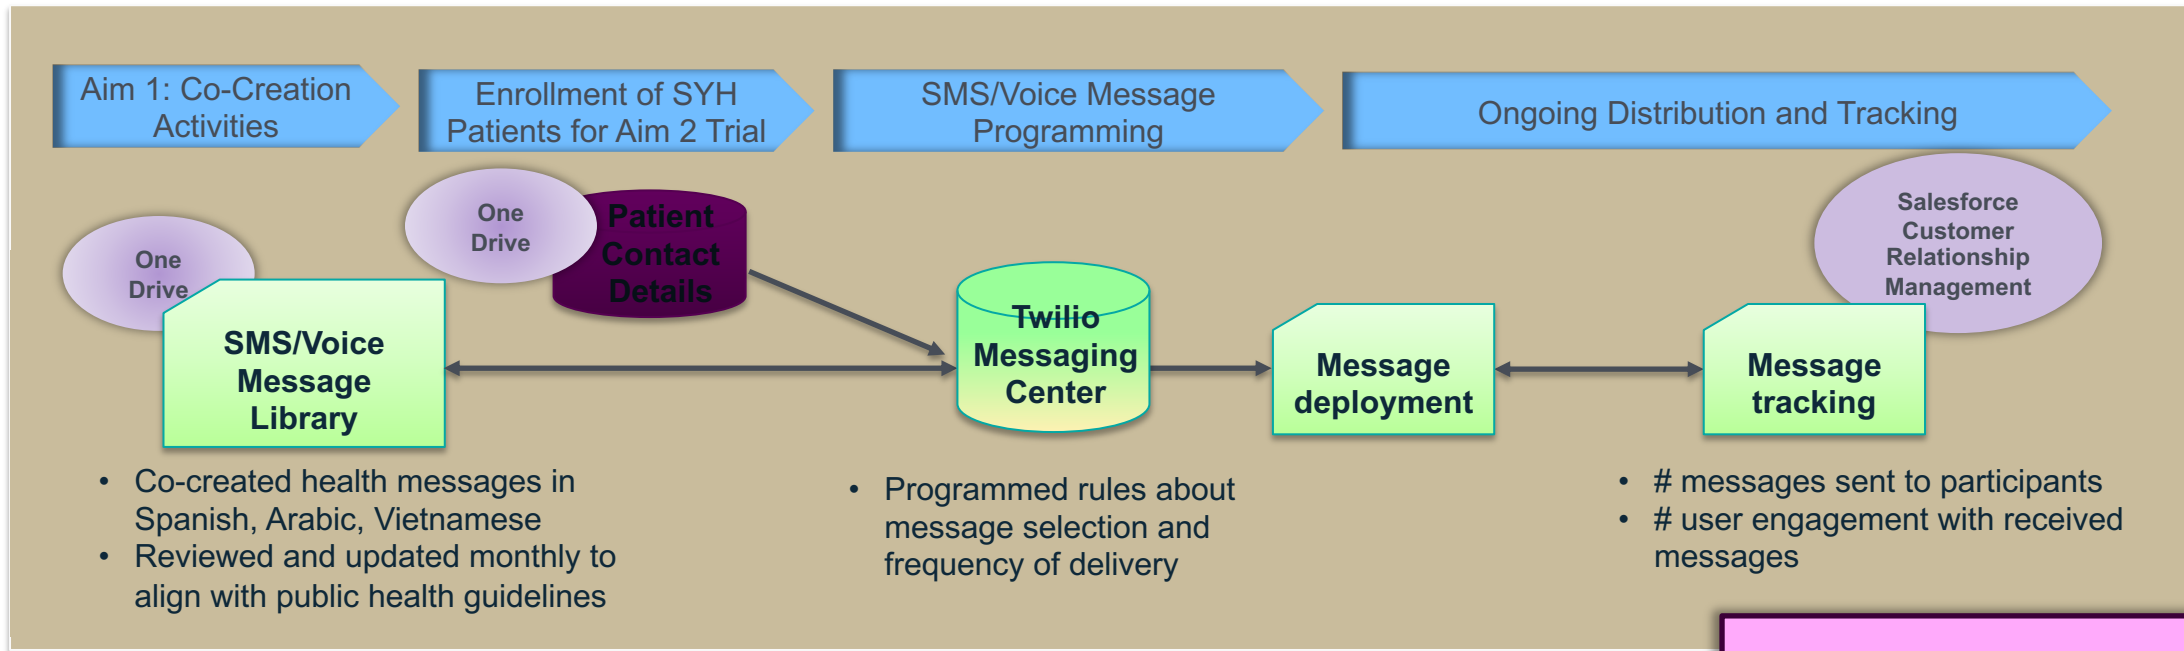 Aim 1: Co-Creation
Activities
Enrollment of SYH
Patients for Aim 2 Trial
SMS/Voice Message
Programming
Ongoing Distribution and Tracking
One
Drive
SMS/Voice
Message
Library
One
Drive
Patient
Contact
Details
Twilio
Messaging
Center
Message
deployment
Salesforce
Customer
Relationship
Management
Message
tracking
• Co-created health messages in
Spanish, Arabic, Vietnamese
• Reviewed and updated monthly to
align with public health guidelines
• Programmed rules about
message selection and
frequency of delivery
• # messages sent to participants
• # user engagement with received
messages